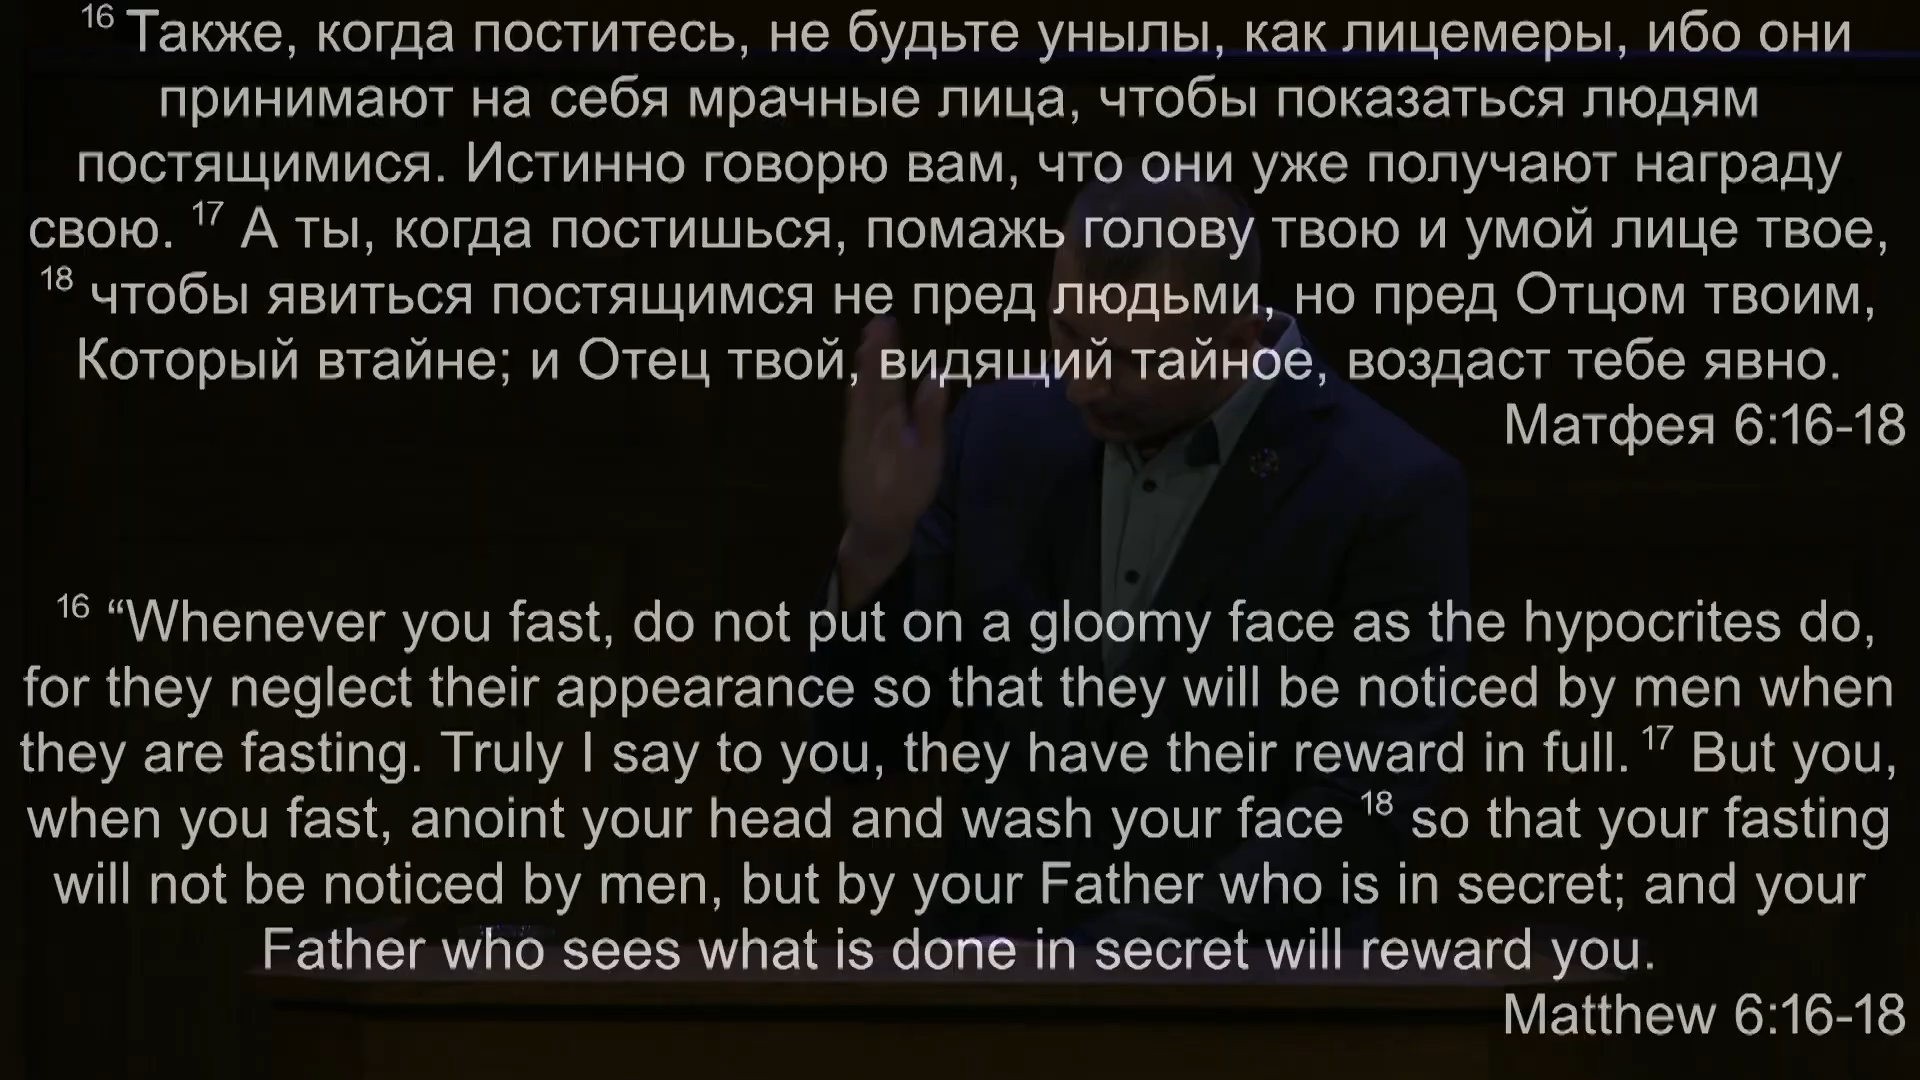 16 Также, когда поститесь, не будьте унылы, как лицемеры, ибо они
принимают на себя мрачные лица, чтобы показаться людям
постящимися. Истинно говорю вам, что они уже получают награду
свою. 17 А ты, когда постишься, помажь голову твою и умой лице твое,
18 чтобы явиться постящимся не пред людьми, но пред Отцом твоим,
Который втайне; и Отец твой, видящий тайное, воздаст тебе явно.
Матфея 6:16-18
16 “Whenever you fast, do not put on a gloomy face as the hypocrites do,
for they neglect their appearance so that they will be noticed by men when
they are fasting. Truly I say to you, they have their reward in full. 17 But you,
when you fast, anoint your head and wash your face 18 so that your fasting
will not be noticed by men, but by your Father who is in secret; and your
Father who sees what is done in secret will reward you.
Matthew 6:16-18